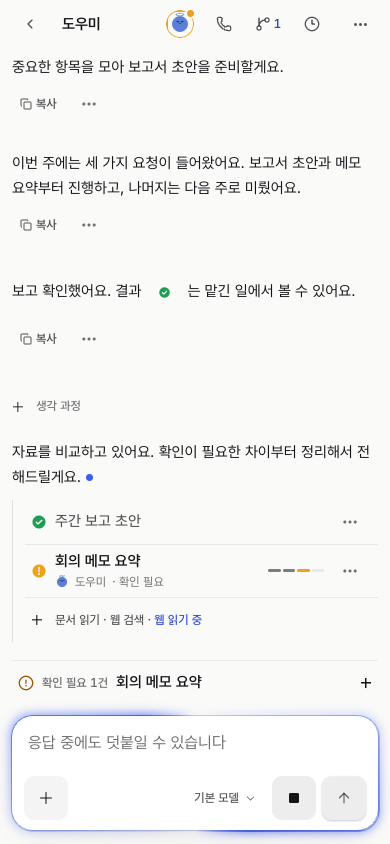 도우미
1
중요한 항목을 모아 보고서 초안을 준비할게요.
복사
이번 주에는 세 가지 요청이 들어왔어요. 보고서 초안과 메모
요약부터 진행하고, 나머지는 다음 주로 미뤘어요.
복사
보고 확인했어요. 결과 는 맡긴 일에서 볼 수 있어요.
복사
생각 과정
자료를 비교하고 있어요. 확인이 필요한 차이부터 정리해서 전
해드릴게요.
주간 보고 초안
회의 메모 요약
도우미 · 확인 필요
문서 읽기 · 웹 검색 · 웹 읽기 중
확인 필요 1건 회의 메모 요약
응답 중에도 덧붙일 수 있습니다
기본 모델